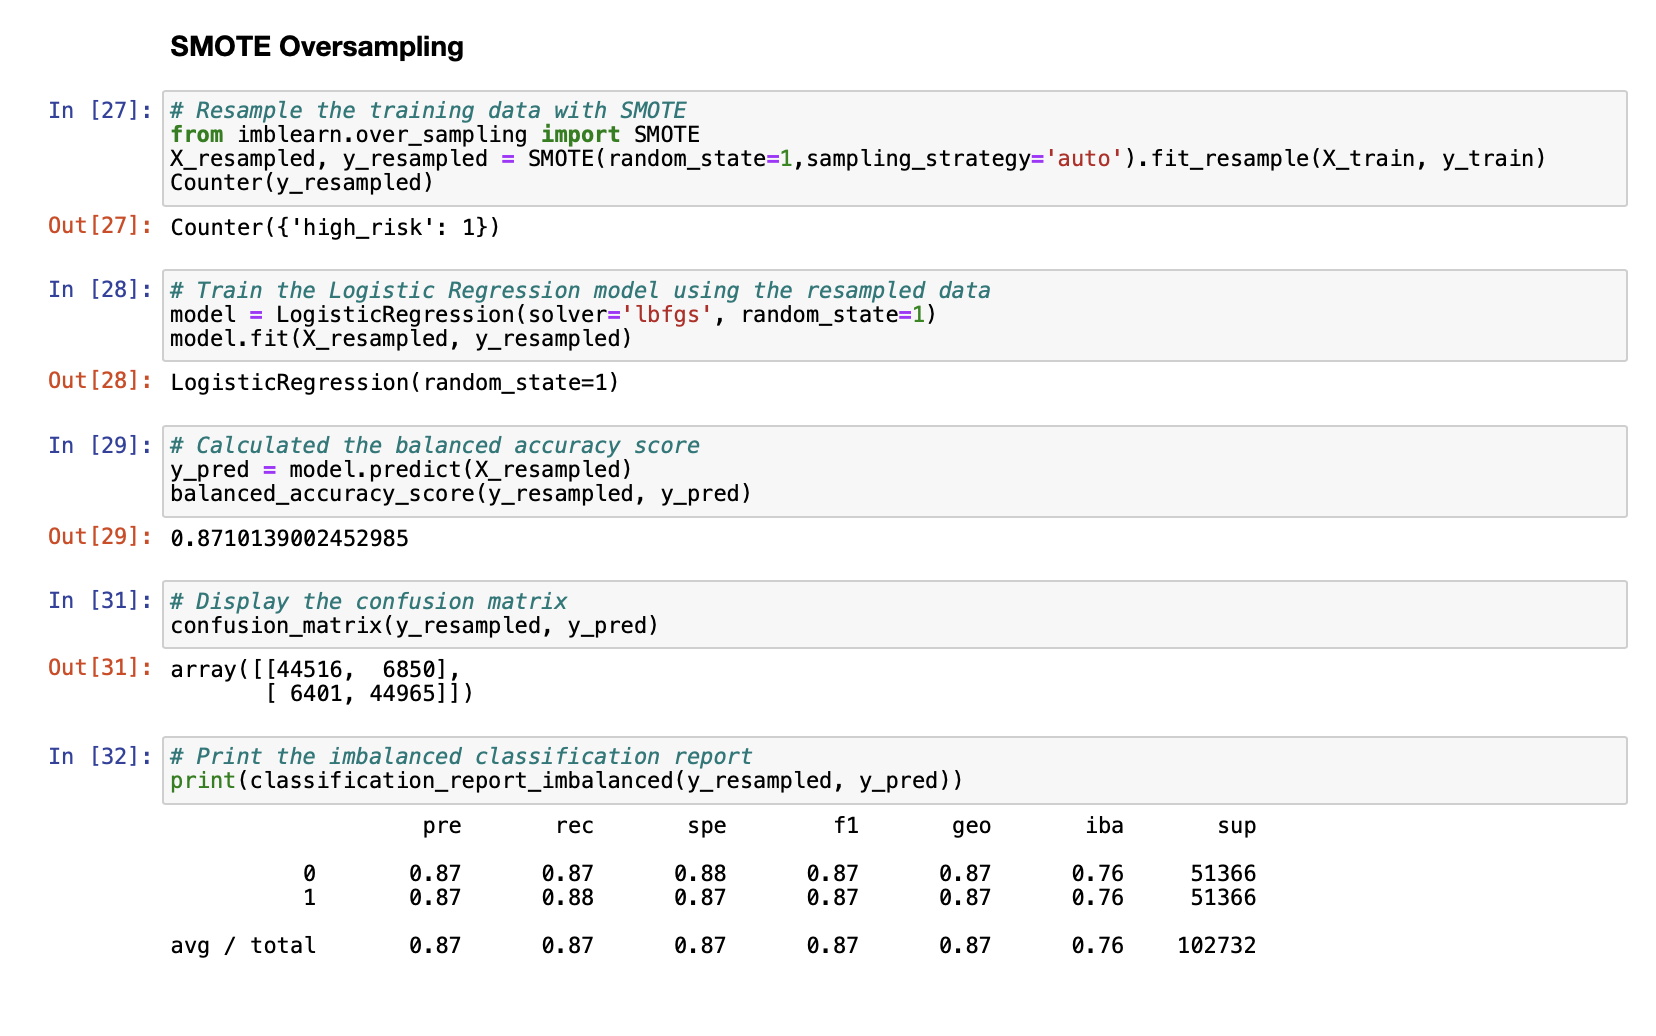 SMOTE Oversampling
In [27]:
# Resample the training data with SMOTE
from imblearn.over_sampling import SMOTE
X_resampled, y_resampled = SMOTE(random_state=1,sampling_strategy='auto').fit_resample(X_train, y_train)
Counter(y_resampled)
Out[27]: Counter({'high_risk': 1})
In [28]:
# Train the Logistic Regression model using the resampled data
model = LogisticRegression(solver='lbfgs', random_state=1)
model.fit(X_resampled, y_resampled)
Out[28]: LogisticRegression(random_state=1)
In [29]:
# Calculated the balanced accuracy score
y_pred = model.predict(X_resampled)
balanced_accuracy_score(y_resampled, y_pred)
Out[29]: 0.8710139002452985
In [31]:
# Display the confusion matrix
confusion_matrix(y_resampled, y_pred)
Out[31]: array([[44516,  6850],
[ 6401, 44965]])
In [32]:
# Print the imbalanced classification report
print(classification_report_imbalanced(y_resampled, y_pred))
pre rec spe f1 geo iba sup
0 0.87 0.87 0.88 0.87 0.87 0.76 51366
1 0.87 0.88 0.87 0.87 0.87 0.76 51366
avg / total 0.87 0.87 0.87 0.87 0.87 0.76 102732